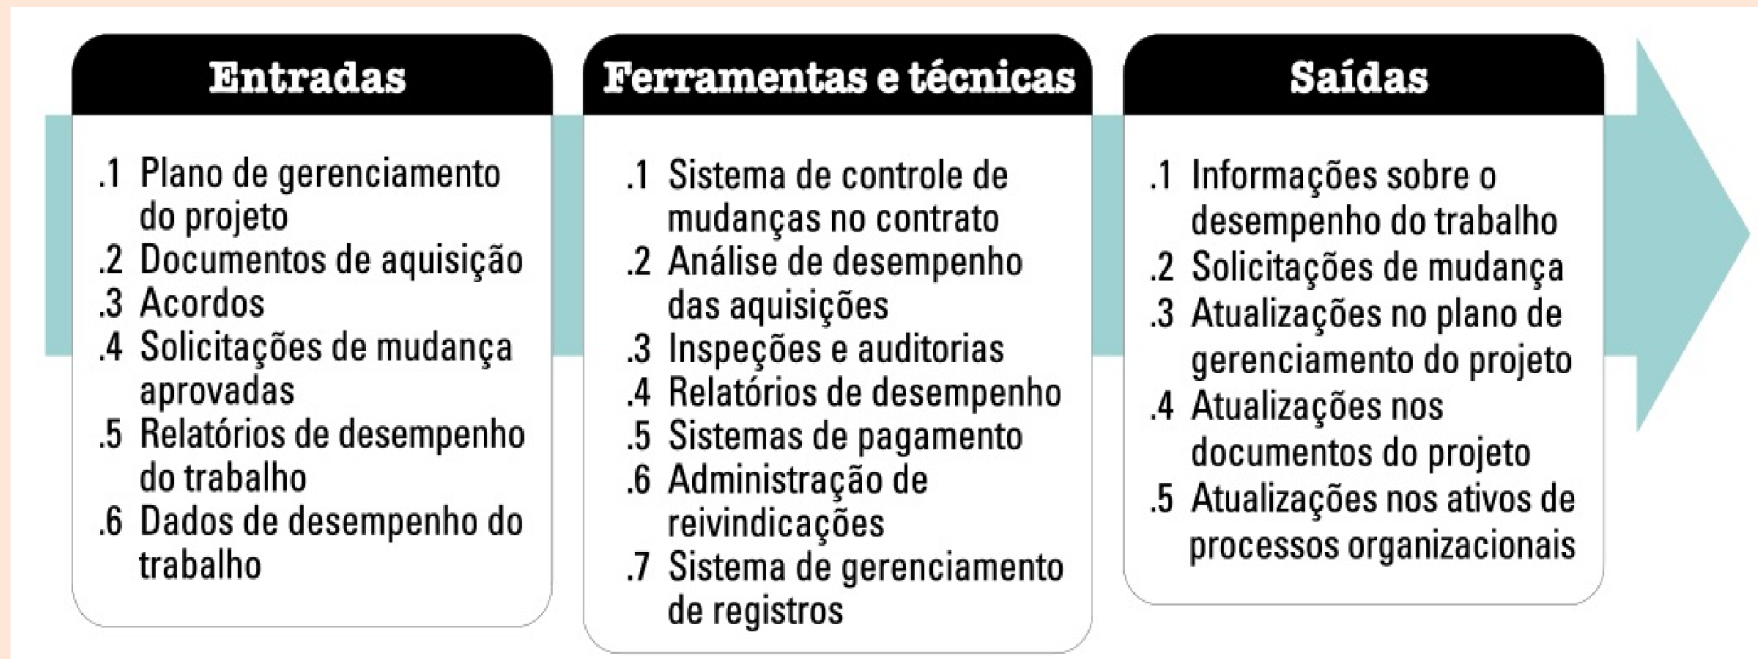 Entradas
.1 Plano de gerenciamento
do projeto
.2 Documentos de aquisição
.3 Acordos
.4 Solicitações de mudança
aprovadas
.5 Relatórios de desempenho
do trabalho
.6 Dados de desempenho do
trabalho
Ferramentas e técnicas
.1 Sistema de controle de
mudanças no contrato
.2 Análise de desempenho
das aquisições
.3 Inspeções e auditorias
.4 Relatórios de desempenho
.5 Sistemas de pagamento
.6 Administração de
reivindicações
.7 Sistema de gerenciamento
de registros
Saídas
.1 Informações sobre o
desempenho do trabalho
.2 Solicitações de mudança
.3 Atualizações no plano de
gerenciamento do projeto
.4 Atualizações nos
documentos do projeto
.5 Atualizações nos ativos de
processos organizacionais